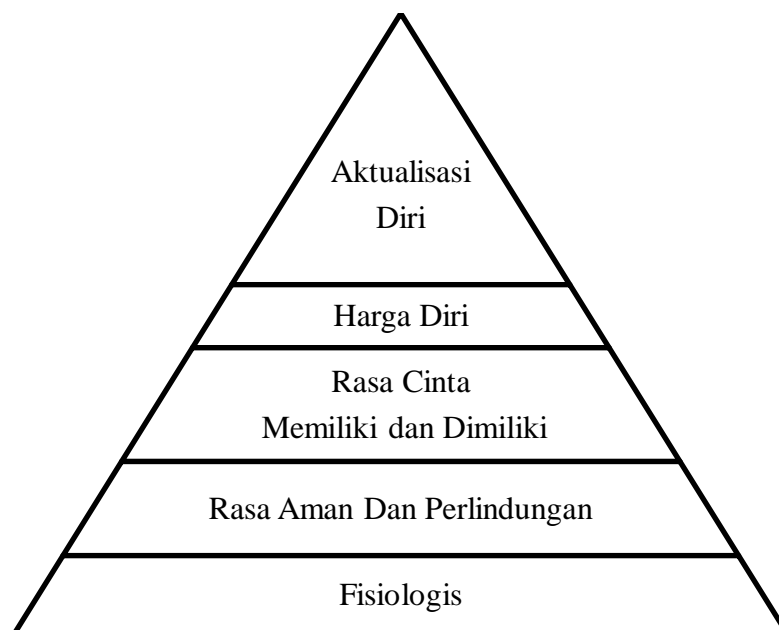 Aktualisasi
Diri
Harga Diri
Rasa Cinta
Memiliki dan Dimiliki
Rasa Aman Dan Perlindungan
Fisiologis